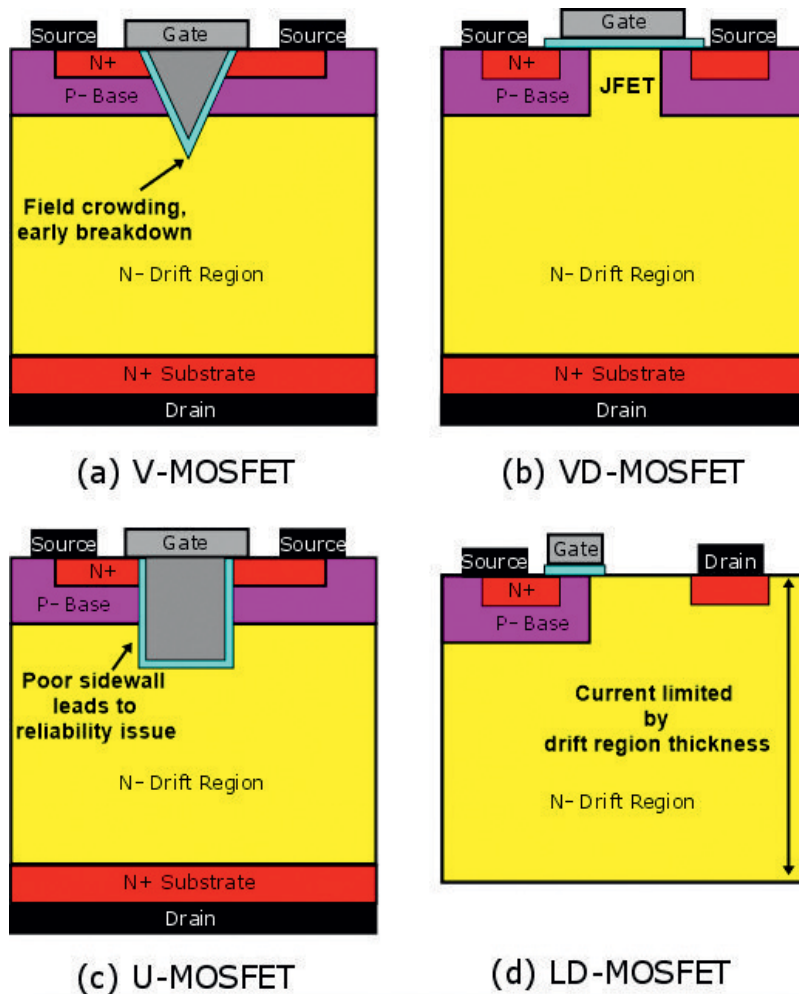 Source Gate Source
N+
P- Base
Field crowding,
early breakdown
N- Drift Region
N+ Substrate
Drain
(a) V-MOSFET
Source Gate Source
N+
P- Base
JFET
N- Drift Region
N+ Substrate
Drain
(b) VD-MOSFET
Source Gate Source
N+
P- Base
Poor sidewall
leads to
reliability issue
N- Drift Region
N+ Substrate
Drain
(c) U-MOSFET
Source Gate Drain
N+
P- Base
Current limited
by
drift region thickness
N- Drift Region
(d) LD-MOSFET